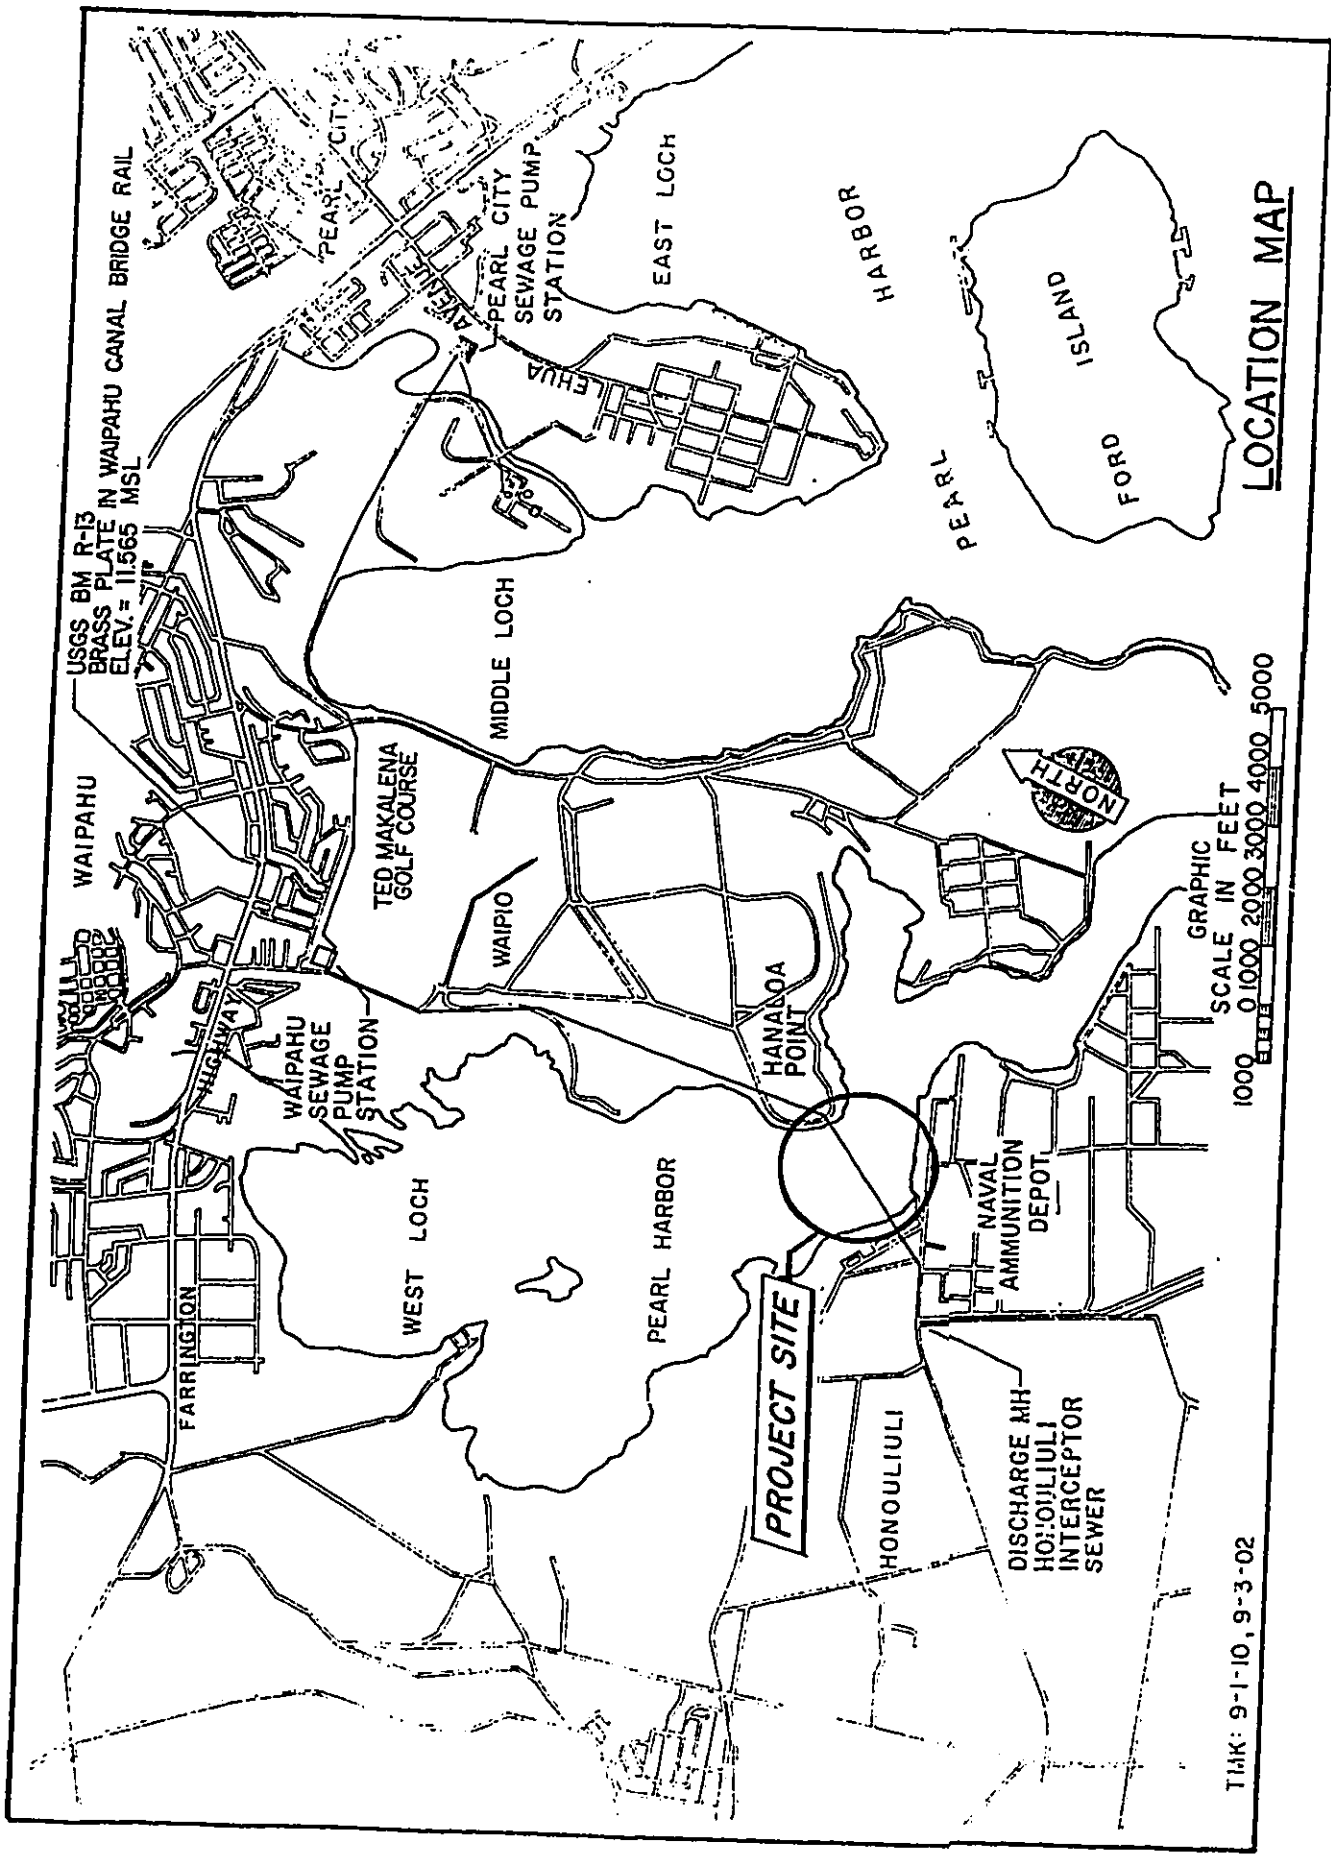 USGS BM R-13
BRASS PLATE IN WAIPAHU CANAL BRIDGE RAIL
ELEV. = 11.565 MSL
WAIPAHU
PEARL CITY
PEARL CITY
SEWAGE PUMP
STATION
AVENUE
EHUA
EAST LOCH
HARBOR
PEARL
FORD ISLAND
MIDDLE LOCH
TED MAKALENA
GOLF COURSE
WAIPIO
HIGHWAY
FARRINGTON
WAIPAHU
SEWAGE
PUMP
STATION
WEST LOCH
PEARL HARBOR
HANALOA
POINT
PROJECT SITE
NAVAL
AMMUNITION
DEPOT
HONOULIULI
DISCHARGE MH
HONOULIULI
INTERCEPTOR
SEWER
NORTH
GRAPHIC
SCALE IN FEET
1000 0 1000 2000 3000 4000 5000
LOCATION MAP
TMK: 9-1-10, 9-3-02